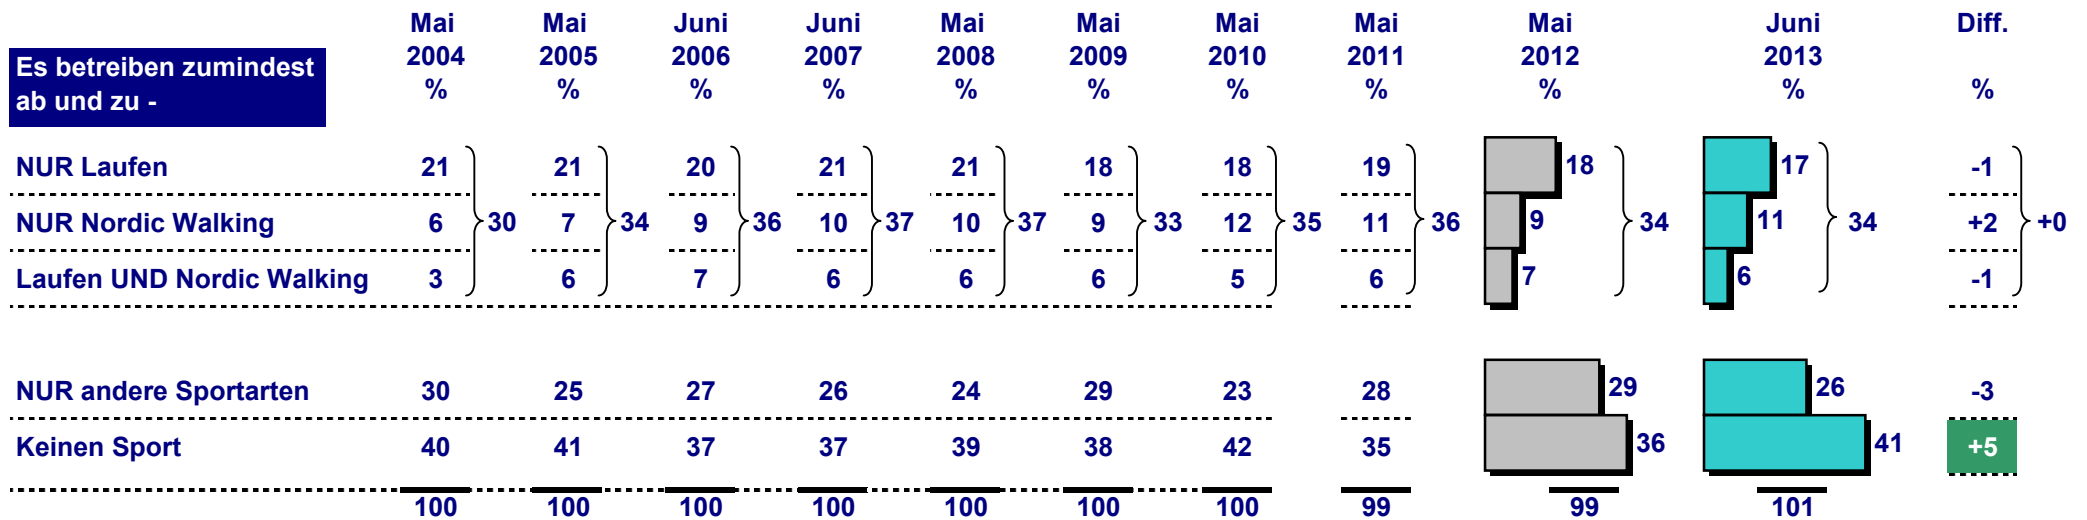 Mai Mai Juni Juni Mai Mai Mai Mai Mai Juni Diff.
2004 2005 2006 2007 2008 2009 2010 2011 2012 2013
Es betreiben zumindest
ab und zu -
% % % % % % % % % % %
NUR Laufen 21 21 20 21 21 18 18 19 18 17 -1
NUR Nordic Walking 6 30 7 34 9 36 10 37 10 37 9 33 12 35 11 36 9 34 11 34 +2 +0
Laufen UND Nordic Walking 3 6 7 6 6 6 5 6 7 6 -1
NUR andere Sportarten 30 25 27 26 24 29 23 28 29 26 -3
Keinen Sport 40 41 37 37 39 38 42 35 36 41 +5
100 100 100 100 100 100 100 99 99 101